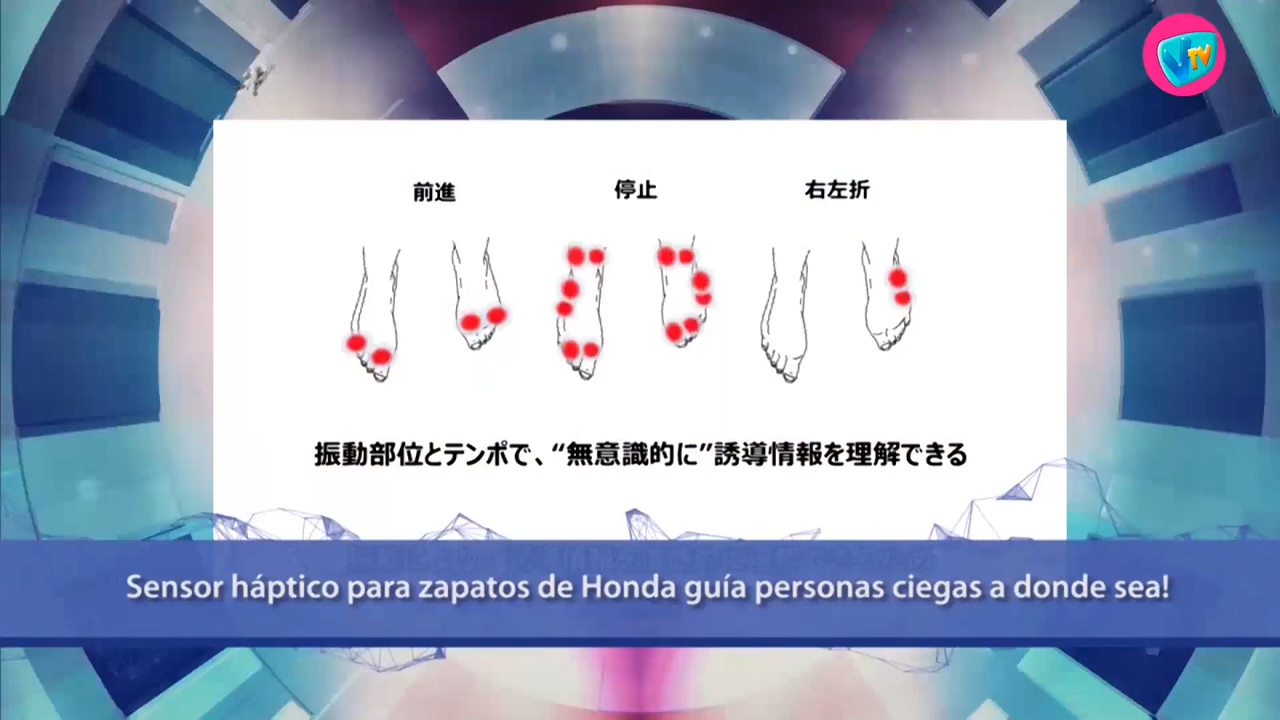 VTV
前進
停止
右左折
振動部位とテンポで、“無意識的に”誘導情報を理解できる
Sensor háptico para zapatos de Honda guía personas ciegas a donde sea!